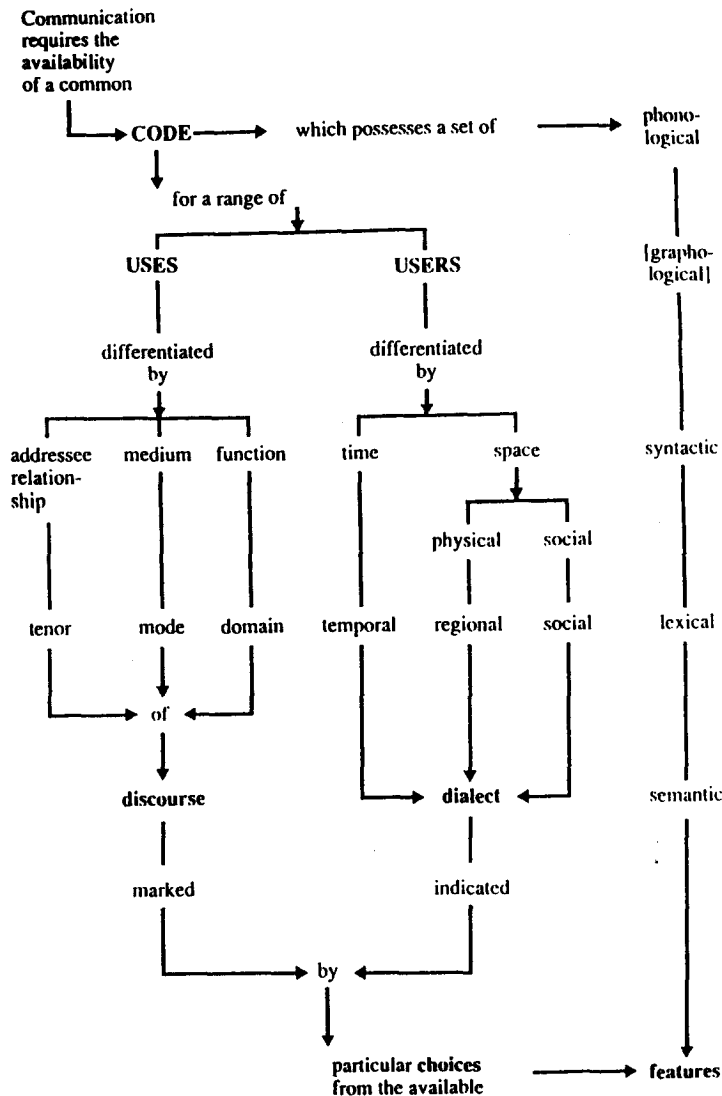 Communication
requires the
availability
of a common
CODE
which possesses a set of
phono-
logical
for a range of
USES
USERS
[grapho-
logical]
differentiated
by
differentiated
by
addressee
relation-
ship
medium
function
time
space
syntactic
physical
social
tenor
mode
domain
temporal
regional
social
lexical
of
discourse
dialect
semantic
marked
indicated
by
particular choices
from the available
features